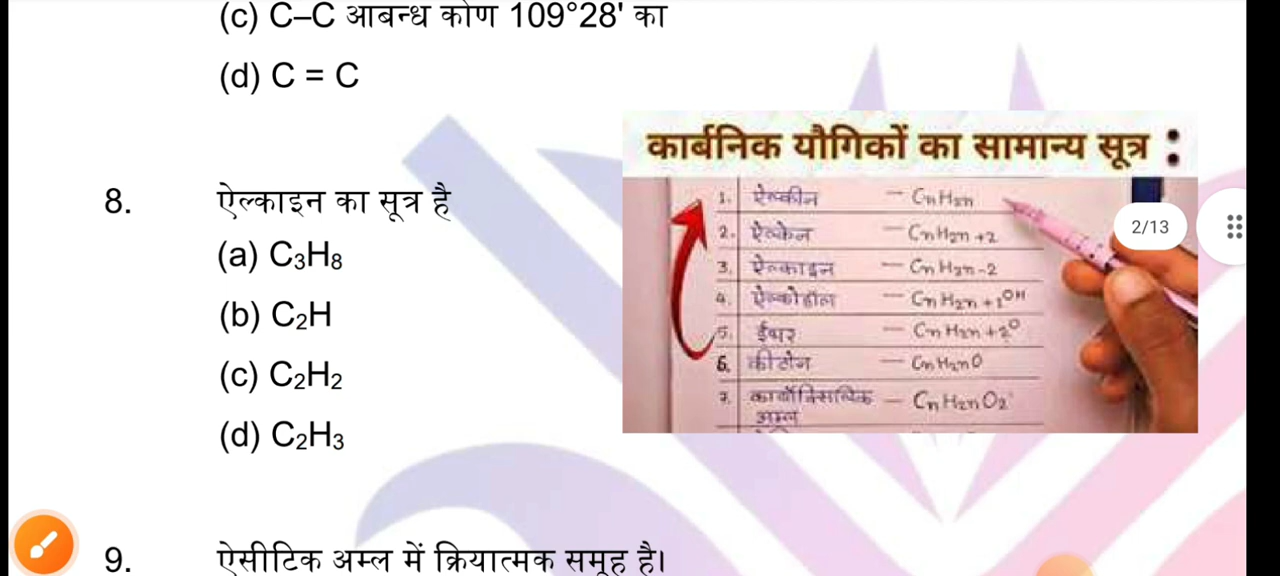 (c) C–C आबन्ध कोण 109°28' का
(d) C = C
8. ऐल्काइन का सूत्र है
(a) C₃H₈
(b) C₂H
(c) C₂H₂
(d) C₂H₃
कार्बनिक यौगिकों का सामान्य सूत्र :
1. ऐल्कीन – CnH2n
2. ऐल्केन – CnH2n+2
3. ऐल्काइन – CnH2n-2
4. ऐल्कोहॉल – CnH2n+1OH
5. ईथर – CnH2n+2O
6. कीटोन – CnH2nO
7. कार्बोक्सिलिक अम्ल – CnH2nO2
2/13
9. ऐसीटिक अम्ल में क्रियात्मक समूह है।